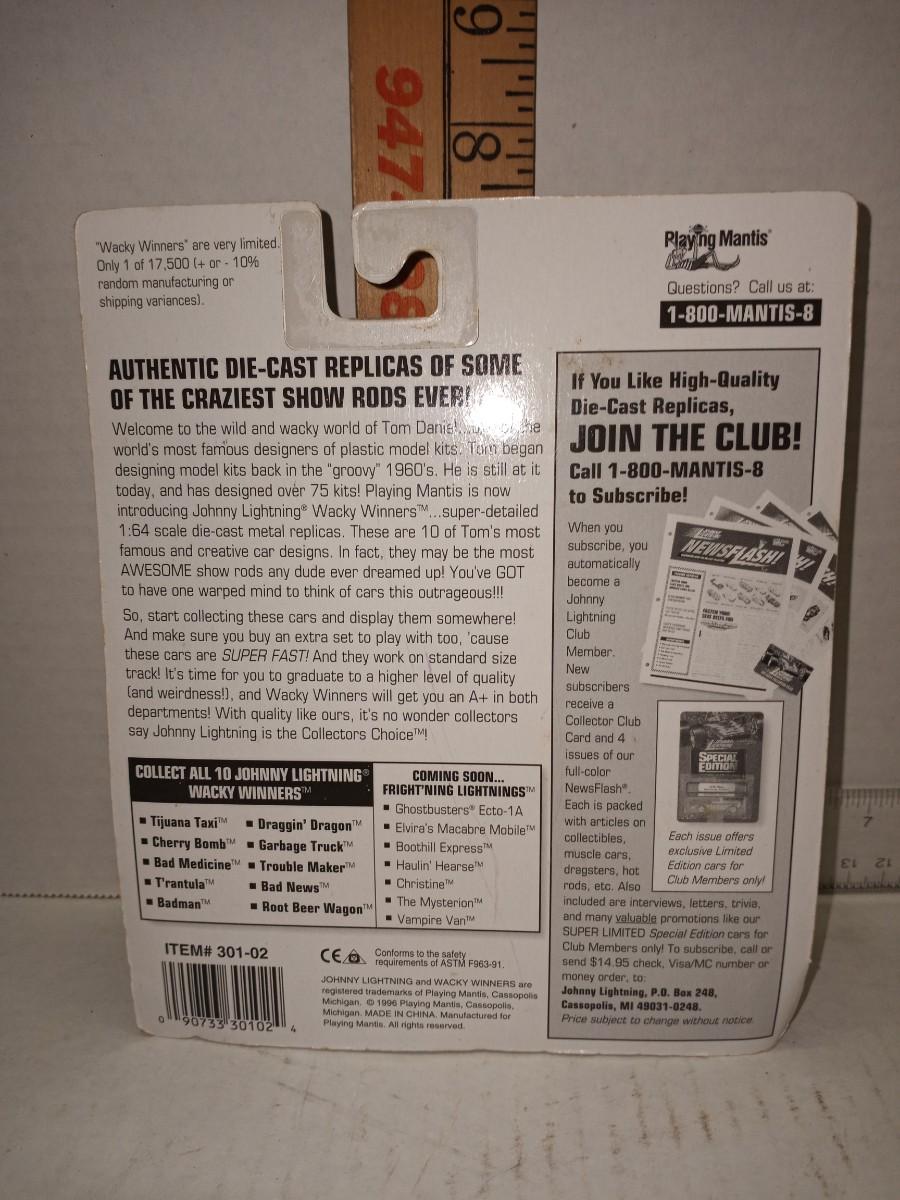 9
947
8
"Wacky Winners" are very limited.
Only 1 of 17,500 (+ or - 10%
random manufacturing or
shipping variances).
Playing Mantis®
Questions? Call us at:
1-800-MANTIS-8
AUTHENTIC DIE-CAST REPLICAS OF SOME
OF THE CRAZIEST SHOW RODS EVER!
Welcome to the wild and wacky world of Tom Daniel... the
world's most famous designers of plastic model kits. Tom began
designing model kits back in the "groovy" 1960's. He is still at it
today, and has designed over 75 kits! Playing Mantis is now
introducing Johnny Lightning® Wacky Winners™...super-detailed
1:64 scale die-cast metal replicas. These are 10 of Tom's most
famous and creative car designs. In fact, they may be the most
AWESOME show rods any dude ever dreamed up! You've GOT
to have one warped mind to think of cars this outrageous!!!
So, start collecting these cars and display them somewhere!
And make sure you buy an extra set to play with too, 'cause
these cars are SUPER FAST! And they work on standard size
track! It's time for you to graduate to a higher level of quality
(and weirdness!), and Wacky Winners will get you an A+ in both
departments! With quality like ours, it's no wonder collectors
say Johnny Lightning is the Collectors Choice™!
COLLECT ALL 10 JOHNNY LIGHTNING®
WACKY WINNERS™
▪ Tijuana Taxi™
▪ Cherry Bomb™
▪ Bad Medicine™
▪ T'rantula™
▪ Badman™
▪ Draggin' Dragon™
▪ Garbage Truck™
▪ Trouble Maker™
▪ Bad News™
▪ Root Beer Wagon™
COMING SOON...
FRIGHT'NING LIGHTNINGS™
▪ Ghostbusters® Ecto-1A
▪ Elvira's Macabre Mobile™
▪ Boothill Express™
▪ Haulin' Hearse™
▪ Christine™
▪ The Mysterion™
▪ Vampire Van™
ITEM# 301-02
0 90733 30102 4
CE
Conforms to the safety
requirements of ASTM F963-91.
JOHNNY LIGHTNING and WACKY WINNERS are
registered trademarks of Playing Mantis, Cassopolis
Michigan. © 1996 Playing Mantis, Cassopolis,
Michigan. MADE IN CHINA. Manufactured for
Playing Mantis. All rights reserved.
If You Like High-Quality
Die-Cast Replicas,
JOIN THE CLUB!
Call 1-800-MANTIS-8
to Subscribe!
When you
subscribe, you
automatically
become a
Johnny
Lightning
Club
Member.
New
subscribers
receive a
Collector Club
Card and 4
issues of our
full-color
NewsFlash®.
Each is packed
with articles on
collectibles,
muscle cars,
dragsters, hot
rods, etc. Also
included are interviews, letters, trivia,
and many valuable promotions like our
SUPER LIMITED Special Edition cars for
Club Members only! To subscribe, call or
send $14.95 check, Visa/MC number or
money order, to:
Johnny Lightning, P.O. Box 248,
Cassopolis, MI 49031-0248.
Price subject to change without notice.
NEWSFLASH!
SPECIAL
EDITION
Each issue offers
exclusive Limited
Edition cars for
Club Members only!
7
13
12